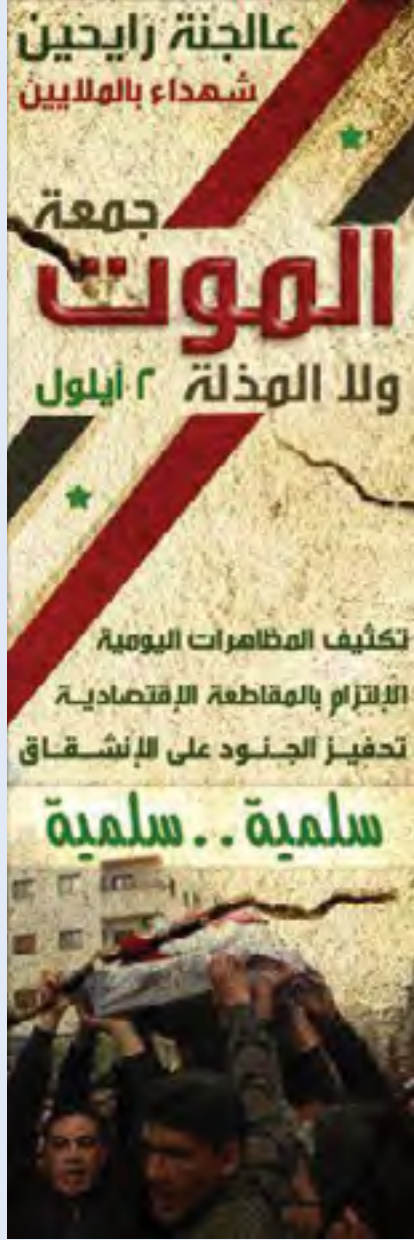 عالجنة رايحين
شهداء بالملايين
جمعة
الموت
ولا المذلة ٢ أيلول
تكثيف المظاهرات اليومية
الإلتزام بالمقاطعة الإقتصادية
تحفيز الجنود على الإنشقاق
سلمية . . سلمية